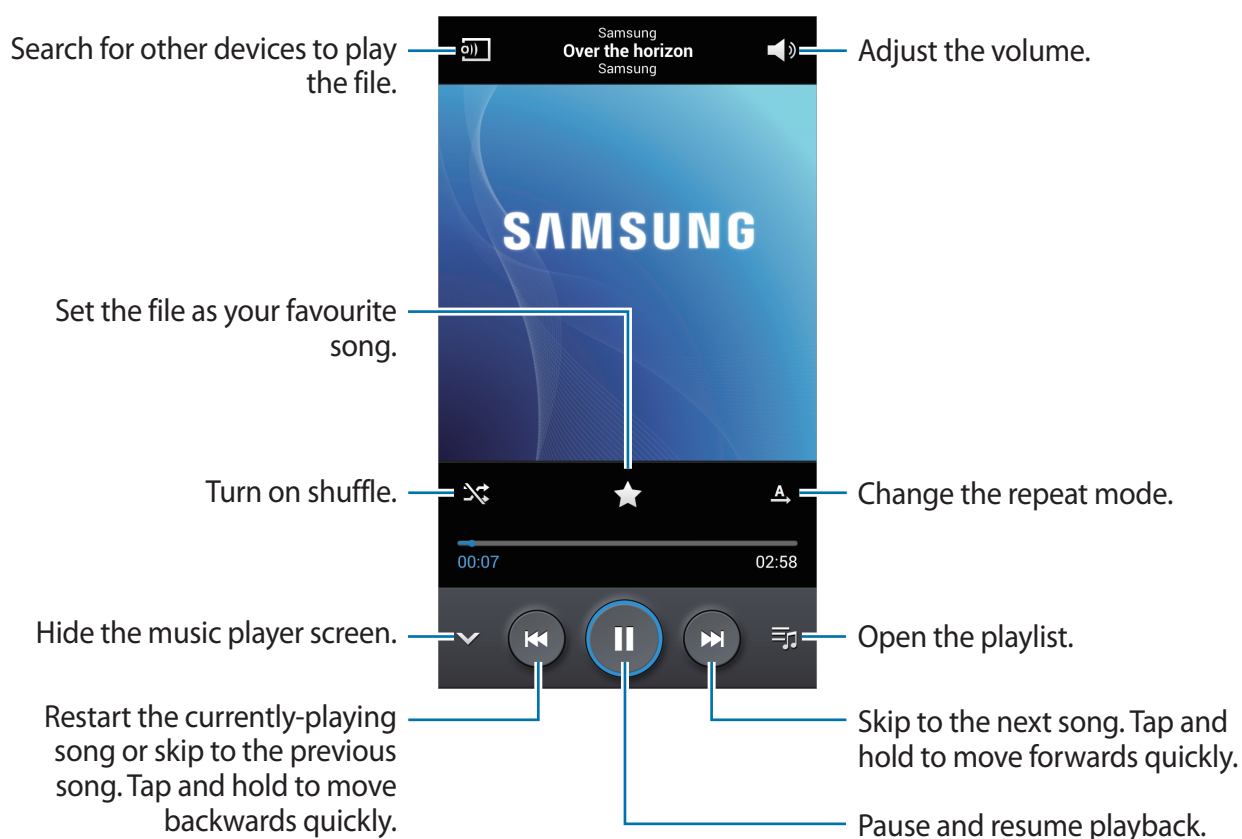 Search for other devices to play
the file.
Samsung
Over the horizon
Samsung
Adjust the volume.
SAMSUNG
Set the file as your favourite
song.
Turn on shuffle.
A
Change the repeat mode.
00:07
02:58
Hide the music player screen.
Open the playlist.
Restart the currently-playing
song or skip to the previous
song. Tap and hold to move
backwards quickly.
Skip to the next song. Tap and
hold to move forwards quickly.
Pause and resume playback.